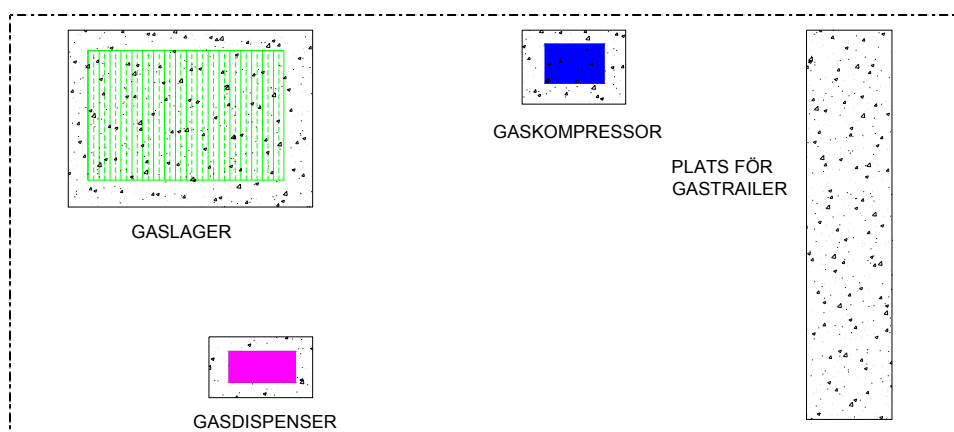 GASKOMPRESSOR
PLATS FÖR
GASTRAILER
GASLAGER
GASDISPENSER